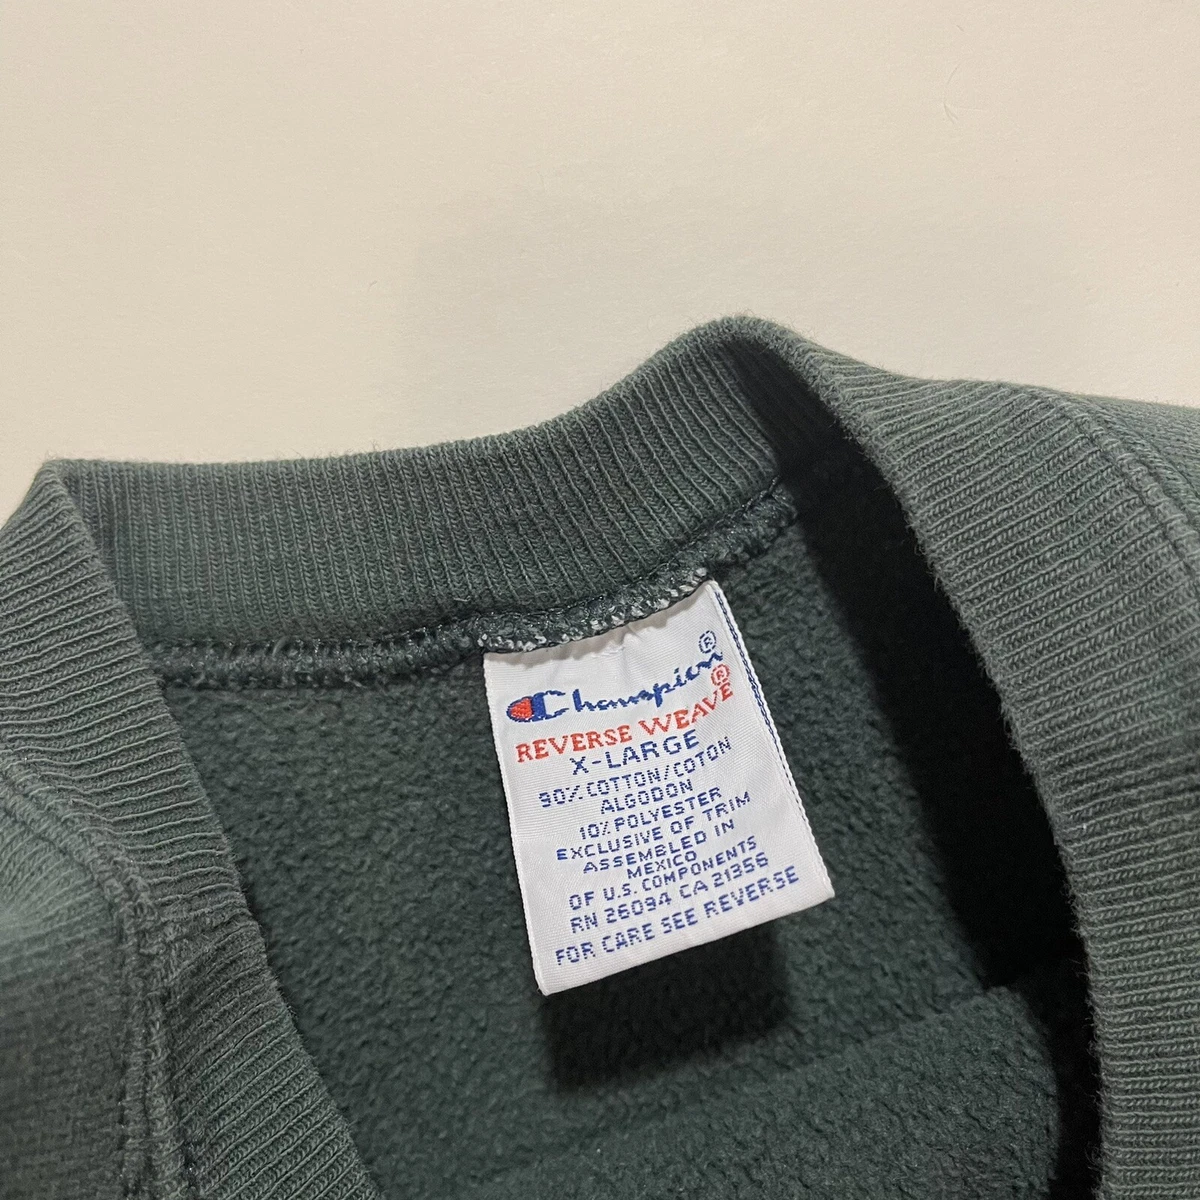 Champion®
REVERSE WEAVE®
X-LARGE
90% COTTON/COTON
ALGODON
10% POLYESTER
EXCLUSIVE OF TRIM
ASSEMBLED IN
MEXICO
OF U.S. COMPONENTS
RN 26094 CA 21356
FOR CARE SEE REVERSE